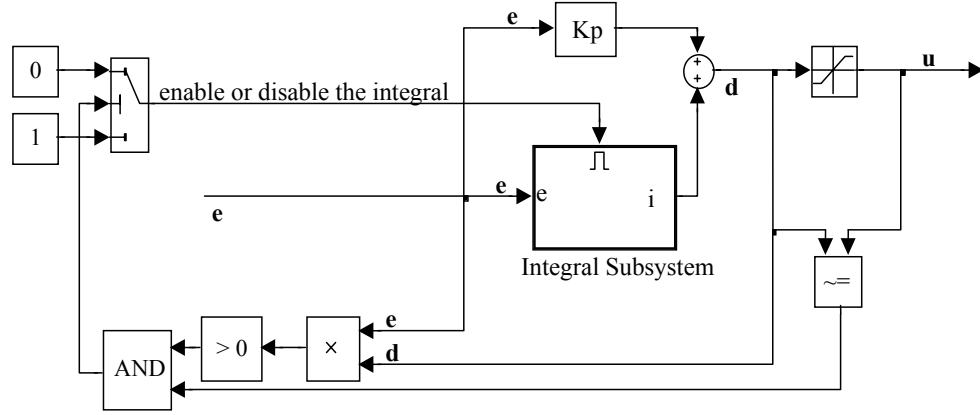 e
Kp
0
+
+
u
d
enable or disable the integral
1
e
e
i
e
Integral Subsystem
~=
e
> 0
×
d
AND